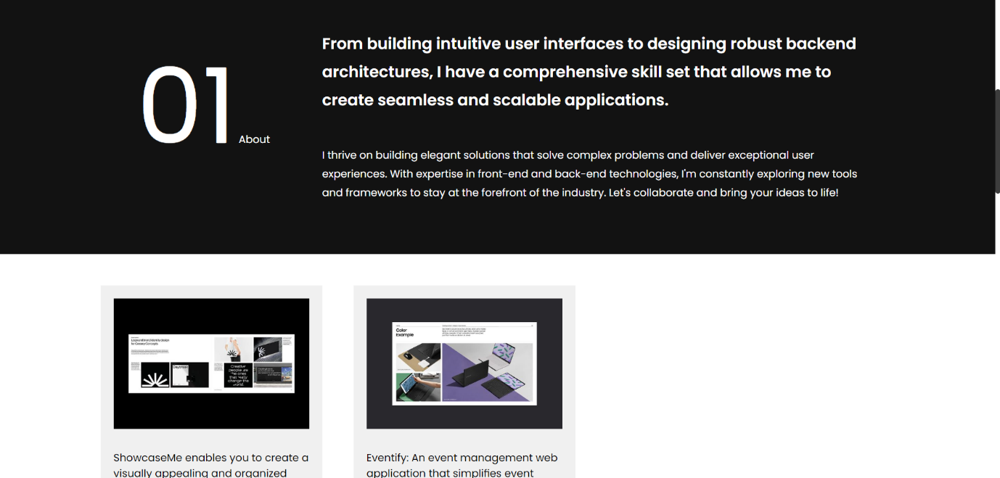 From building intuitive user interfaces to designing robust backend
architectures, I have a comprehensive skill set that allows me to
create seamless and scalable applications.
01
About
I thrive on building elegant solutions that solve complex problems and deliver exceptional user
experiences. With expertise in front-end and back-end technologies, I'm constantly exploring new tools
and frameworks to stay at the forefront of the industry. Let's collaborate and bring your ideas to life!
Daybreak
Creative
people are
the ones
that really
change the
world.
ShowcaseMe enables you to create a
visually appealing and organized
Color
Example
Eventify: An event management web
application that simplifies event